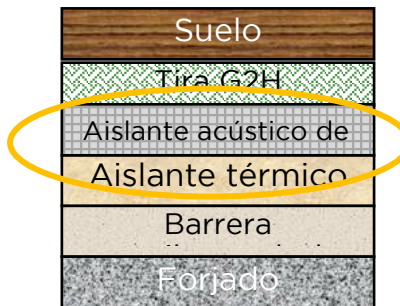 Suelo
Tira G2H
Aislante acústico de
Aislante térmico
Barrera
Forjado